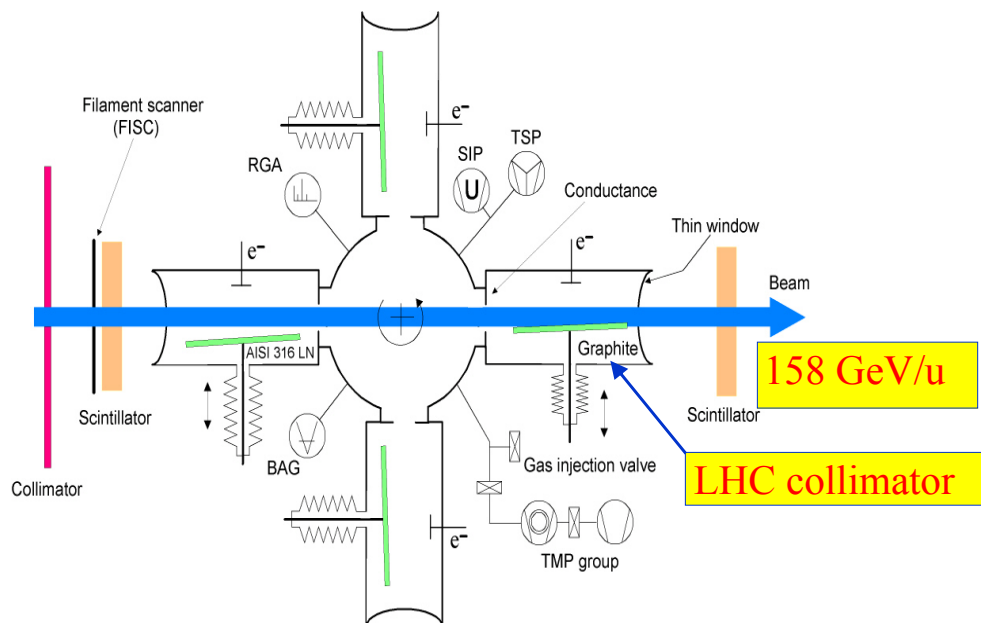 Filament scanner
(FISC)
e⁻
RGA
SIP
TSP
U
Conductance
Thin window
e⁻
e⁻
Beam
AISI 316 LN
Graphite
158 GeV/u
Scintillator
Scintillator
BAG
Gas injection valve
LHC collimator
Collimator
e⁻
TMP group